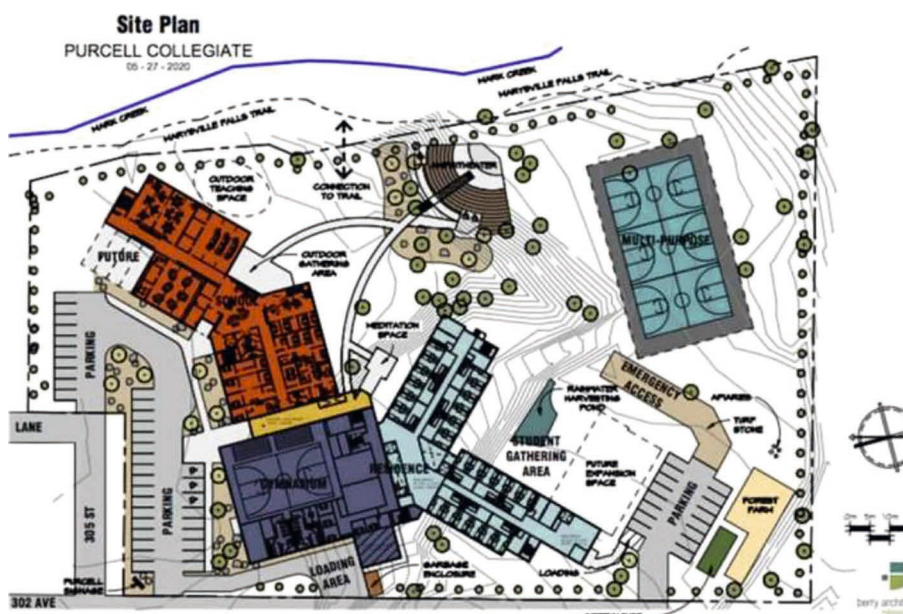 Site Plan
PURCELL COLLEGIATE
05 - 27 - 2020
MARK CREEK
MARYSVILLE FALLS TRAIL
MARK CREEK
MARYSVILLE FALLS TRAIL
OUTDOOR
TEACHING
SPACE
CONNECTION
TO TRAIL
AMPHITHEATER
MULTI-PURPOSE
FUTURE
OUTDOOR
GATHERING
AREA
SCHOOL
MEDITATION
SPACE
PARKING
EMERGENCY
ACCESS
RAINWATER
HARVESTING
POND
APIARIES
TURF
STONE
LANE
STUDENT
GATHERING
AREA
RESIDENCE
FUTURE
EXPANSION
SPACE
GYMNASIUM
PARKING
PARKING
FOREST
FARM
305 ST
LOADING
AREA
GARBAGE
ENCLOSURE
LOADING
PURCELL
SIGNAGE
302 AVE
berry archit